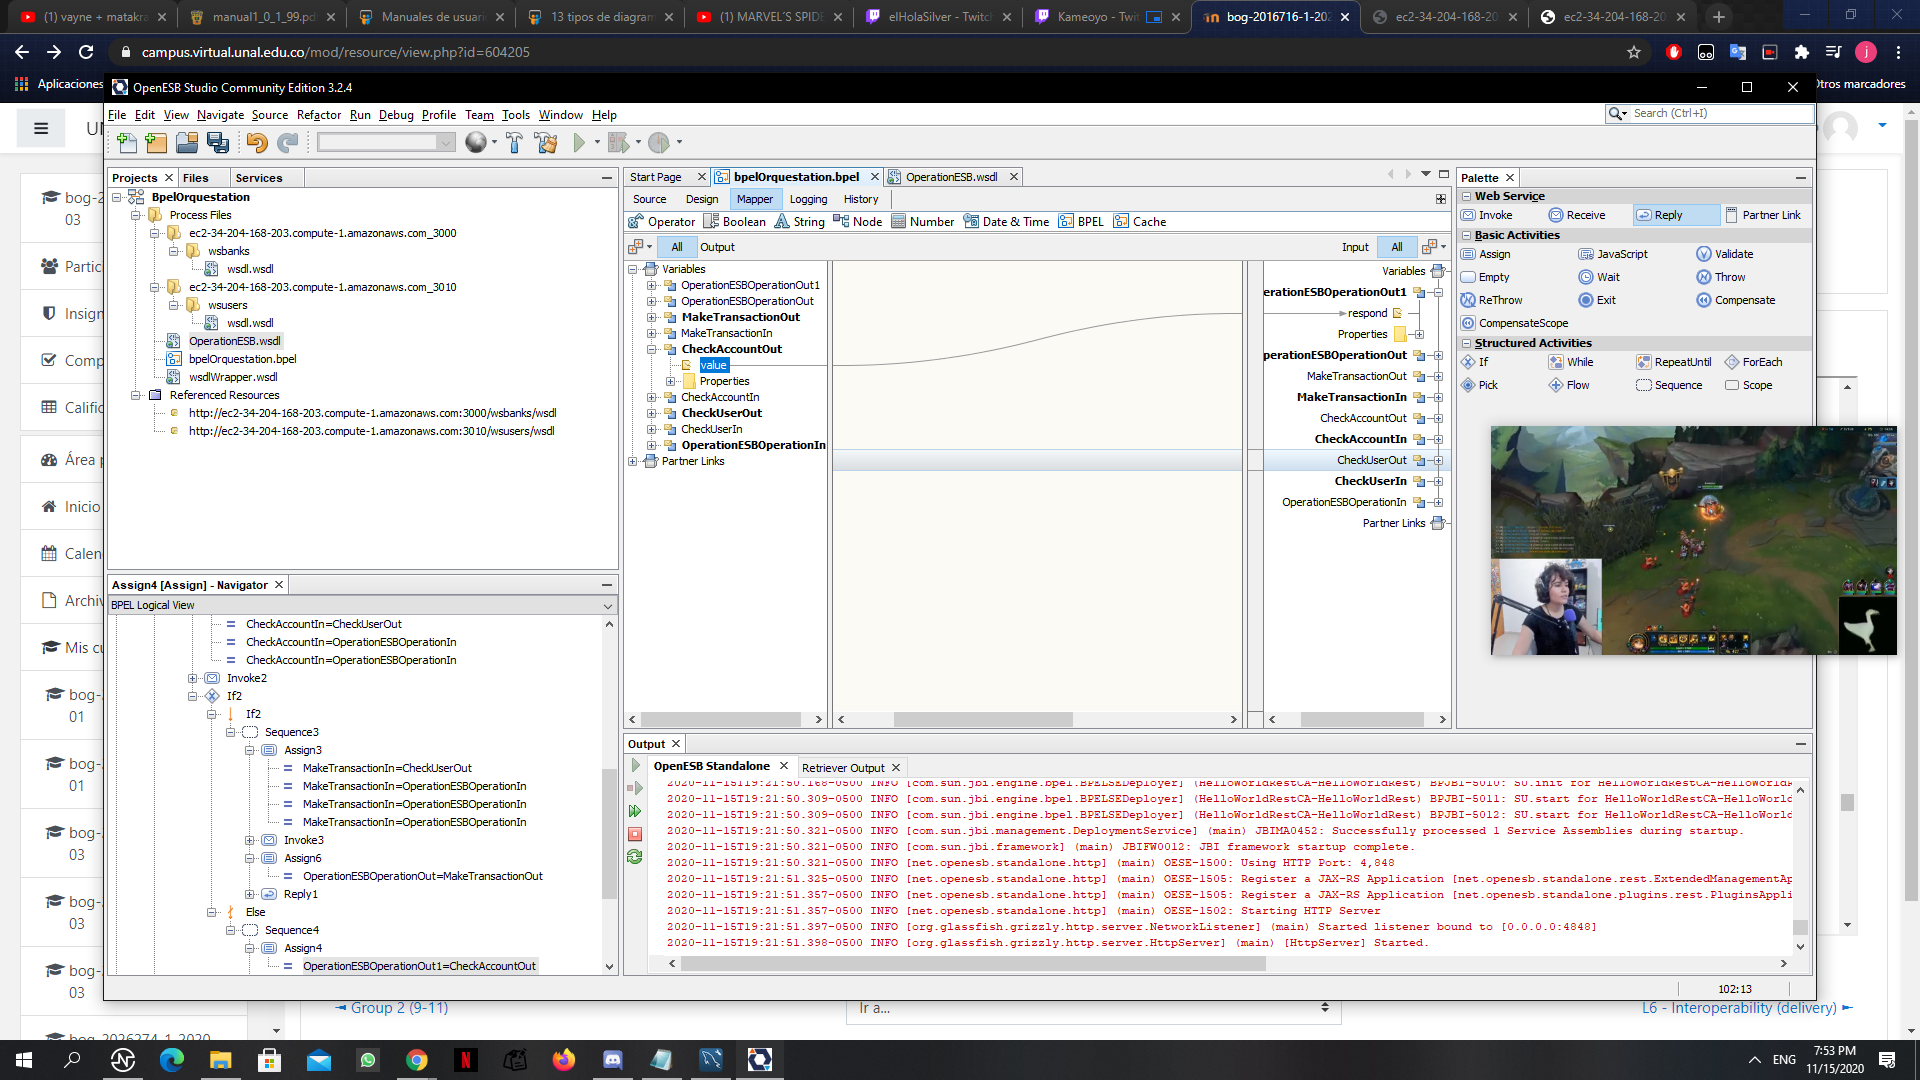 (1) vayne + matakra
manual1_0_1_99.pd
Manuales de usuari
13 tipos de diagram
(1) MARVEL´S SPIDE
elHolaSilver - Twitch
Kameoyo - Twit
bog-2016716-1-202
ec2-34-204-168-20
ec2-34-204-168-20
campus.virtual.unal.edu.co/mod/resource/view.php?id=604205
j
Aplicaciones
Otros marcadores
OpenESB Studio Community Edition 3.2.4
File Edit View Navigate Source Refactor Run Debug Profile Team Tools Window Help
Search (Ctrl+I)
Projects
Files
Services
BpelOrquestation
Process Files
ec2-34-204-168-203.compute-1.amazonaws.com_3000
wsbanks
wsdl.wsdl
ec2-34-204-168-203.compute-1.amazonaws.com_3010
wsusers
wsdl.wsdl
OperationESB.wsdl
bpelOrquestation.bpel
wsdlWrapper.wsdl
Referenced Resources
http://ec2-34-204-168-203.compute-1.amazonaws.com:3000/wsbanks/wsdl
http://ec2-34-204-168-203.compute-1.amazonaws.com:3010/wsusers/wsdl
Assign4 [Assign] - Navigator
BPEL Logical View
CheckAccountIn=CheckUserOut
CheckAccountIn=OperationESBOperationIn
CheckAccountIn=OperationESBOperationIn
Invoke2
If2
If2
Sequence3
Assign3
MakeTransactionIn=CheckUserOut
MakeTransactionIn=OperationESBOperationIn
MakeTransactionIn=OperationESBOperationIn
MakeTransactionIn=OperationESBOperationIn
Invoke3
Assign6
OperationESBOperationOut=MakeTransactionOut
Reply1
Else
Sequence4
Assign4
OperationESBOperationOut1=CheckAccountOut
Start Page
bpelOrquestation.bpel
OperationESB.wsdl
Source Design Mapper Logging History
Operator Boolean String Node Number Date & Time BPEL Cache
All Output
Input All
Variables
OperationESBOperationOut1
OperationESBOperationOut
MakeTransactionOut
MakeTransactionIn
CheckAccountOut
value
Properties
CheckAccountIn
CheckUserOut
CheckUserIn
OperationESBOperationIn
Partner Links
Variables
erationESBOperationOut1
respond
Properties
perationESBOperationOut
MakeTransactionOut
MakeTransactionIn
CheckAccountOut
CheckAccountIn
CheckUserOut
CheckUserIn
OperationESBOperationIn
Partner Links
Palette
Web Service
Invoke Receive Reply Partner Link
Basic Activities
Assign JavaScript Validate
Empty Wait Throw
ReThrow Exit Compensate
CompensateScope
Structured Activities
If While RepeatUntil ForEach
Pick Flow Sequence Scope
Output
OpenESB Standalone
Retriever Output
2020-11-15T19:21:50.168-0500 INFO [com.sun.jbi.engine.bpel.BPELSEDeployer] (HelloWorldRestCA-HelloWorldRest) BPJBI-5010: SU.init for HelloWorldRestCA-HelloWorldR
2020-11-15T19:21:50.309-0500 INFO [com.sun.jbi.engine.bpel.BPELSEDeployer] (HelloWorldRestCA-HelloWorldRest) BPJBI-5011: SU.start for HelloWorldRestCA-HelloWorld
2020-11-15T19:21:50.309-0500 INFO [com.sun.jbi.engine.bpel.BPELSEDeployer] (HelloWorldRestCA-HelloWorldRest) BPJBI-5012: SU.start for HelloWorldRestCA-HelloWorld
2020-11-15T19:21:50.321-0500 INFO [com.sun.jbi.management.DeploymentService] (main) JBIMA0452: Successfully processed 1 Service Assemblies during startup.
2020-11-15T19:21:50.321-0500 INFO [com.sun.jbi.framework] (main) JBIFW0012: JBI framework startup complete.
2020-11-15T19:21:50.321-0500 INFO [net.openesb.standalone.http] (main) OESE-1500: Using HTTP Port: 4,848
2020-11-15T19:21:51.325-0500 INFO [net.openesb.standalone.http] (main) OESE-1505: Register a JAX-RS Application [net.openesb.standalone.rest.ExtendedManagementAp
2020-11-15T19:21:51.357-0500 INFO [net.openesb.standalone.http] (main) OESE-1505: Register a JAX-RS Application [net.openesb.standalone.plugins.rest.PluginsAppli
2020-11-15T19:21:51.357-0500 INFO [net.openesb.standalone.http] (main) OESE-1502: Starting HTTP Server
2020-11-15T19:21:51.397-0500 INFO [org.glassfish.grizzly.http.server.NetworkListener] (main) Started listener bound to [0.0.0.0:4848]
2020-11-15T19:21:51.398-0500 INFO [org.glassfish.grizzly.http.server.HttpServer] (main) [HttpServer] Started.
102:13
UN
bog-2
03
Partic
Insign
Comp
Califi
Área p
Inicio
Calen
Archiv
Mis cu
bog-
01
bog-
01
bog-
03
bog-
03
bog-
03
bog-2026274-1-2020
◄ Group 2 (9-11)
Ir a...
L6 - Interoperability (delivery) ►
ENG
7:53 PM
11/15/2020